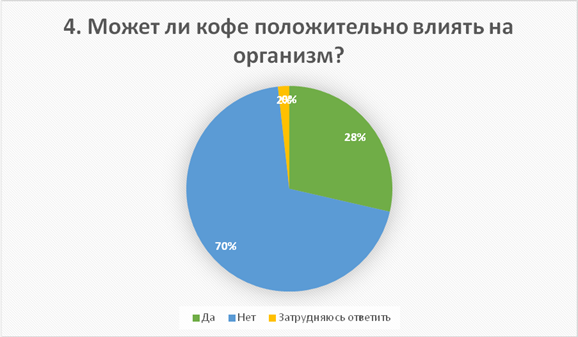 4. Может ли кофе положительно влиять на
организм?
28%
70%
Да Нет Затрудняюсь ответить